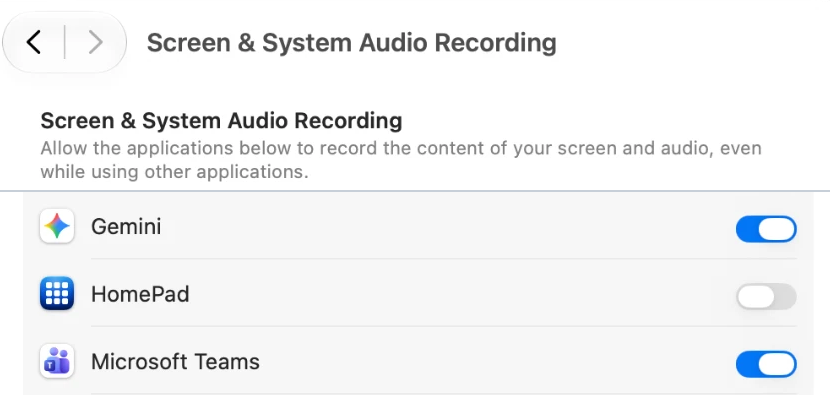 Screen & System Audio Recording
Screen & System Audio Recording
Allow the applications below to record the content of your screen and audio, even
while using other applications.
Gemini
HomePad
Microsoft Teams